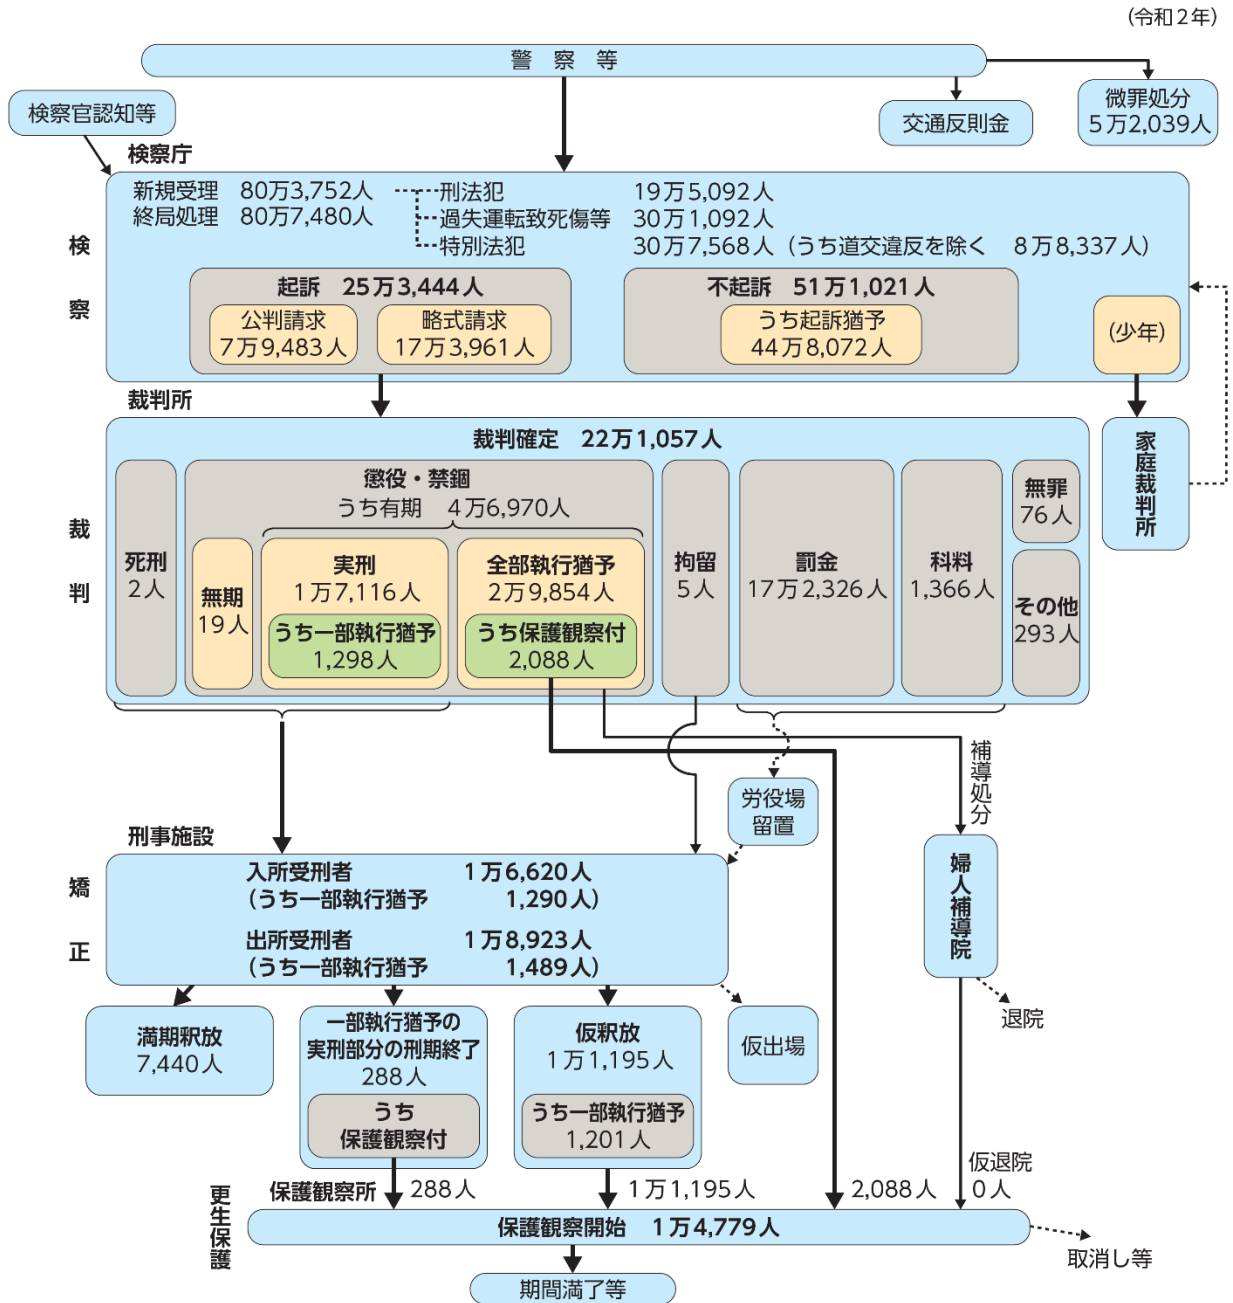 （令和２年）
警察等
検察官認知等
交通反則金
微罪処分
５万2,039人
検察庁
検察
新規受理　80万3,752人
終局処理　80万7,480人
刑法犯　19万5,092人
過失運転致死傷等　30万1,092人
特別法犯　30万7,568人（うち道交違反を除く　８万8,337人）
起訴　25万3,444人
公判請求
７万9,483人
略式請求
17万3,961人
不起訴　51万1,021人
うち起訴猶予
44万8,072人
（少年）
裁判所
裁判
裁判確定　22万1,057人
家庭裁判所
死刑
2人
懲役・禁錮
うち有期　４万6,970人
無期
19人
実刑
１万7,116人
うち一部執行猶予
1,298人
全部執行猶予
２万9,854人
うち保護観察付
2,088人
拘留
5人
罰金
17万2,326人
科料
1,366人
無罪
76人
その他
293人
補導処分
労役場
留置
婦人補導院
刑事施設
矯正
入所受刑者　１万6,620人
（うち一部執行猶予　1,290人）
出所受刑者　１万8,923人
（うち一部執行猶予　1,489人）
満期釈放
7,440人
一部執行猶予の
実刑部分の刑期終了
288人
うち
保護観察付
仮釈放
１万1,195人
うち一部執行猶予
1,201人
仮出場
退院
更生保護
保護観察所
288人
１万1,195人
2,088人
仮退院
0人
保護観察開始　１万4,779人
取消し等
期間満了等